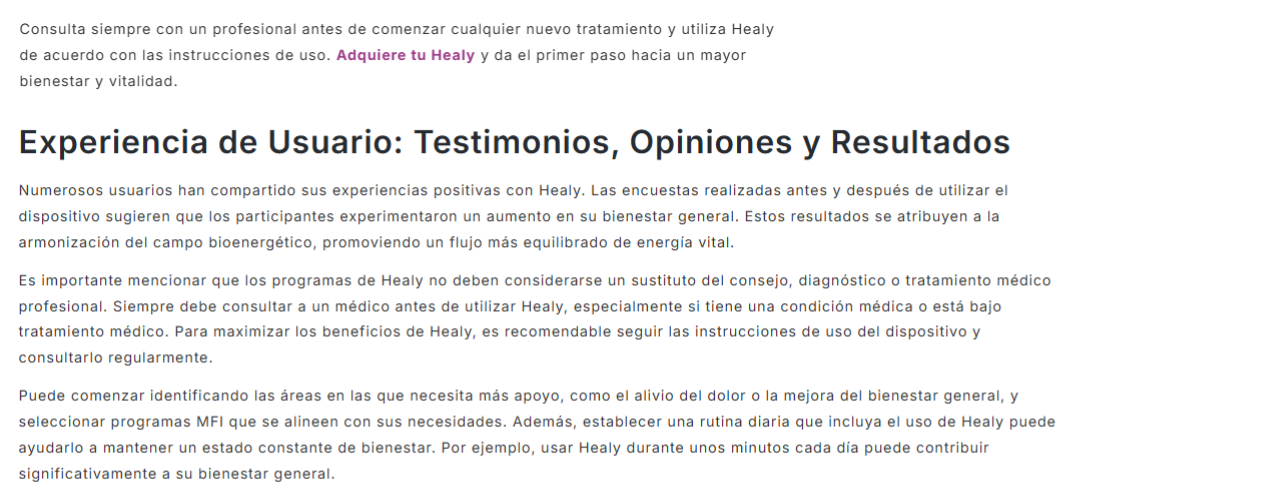 Consulta siempre con un profesional antes de comenzar cualquier nuevo tratamiento y utiliza Healy
de acuerdo con las instrucciones de uso. Adquiere tu Healy y da el primer paso hacia un mayor
bienestar y vitalidad.
Experiencia de Usuario: Testimonios, Opiniones y Resultados
Numerosos usuarios han compartido sus experiencias positivas con Healy. Las encuestas realizadas antes y después de utilizar el
dispositivo sugieren que los participantes experimentaron un aumento en su bienestar general. Estos resultados se atribuyen a la
armonización del campo bioenergético, promoviendo un flujo más equilibrado de energía vital.
Es importante mencionar que los programas de Healy no deben considerarse un sustituto del consejo, diagnóstico o tratamiento médico
profesional. Siempre debe consultar a un médico antes de utilizar Healy, especialmente si tiene una condición médica o está bajo
tratamiento médico. Para maximizar los beneficios de Healy, es recomendable seguir las instrucciones de uso del dispositivo y
consultarlo regularmente.
Puede comenzar identificando las áreas en las que necesita más apoyo, como el alivio del dolor o la mejora del bienestar general, y
seleccionar programas MFI que se alineen con sus necesidades. Además, establecer una rutina diaria que incluya el uso de Healy puede
ayudarlo a mantener un estado constante de bienestar. Por ejemplo, usar Healy durante unos minutos cada día puede contribuir
significativamente a su bienestar general.